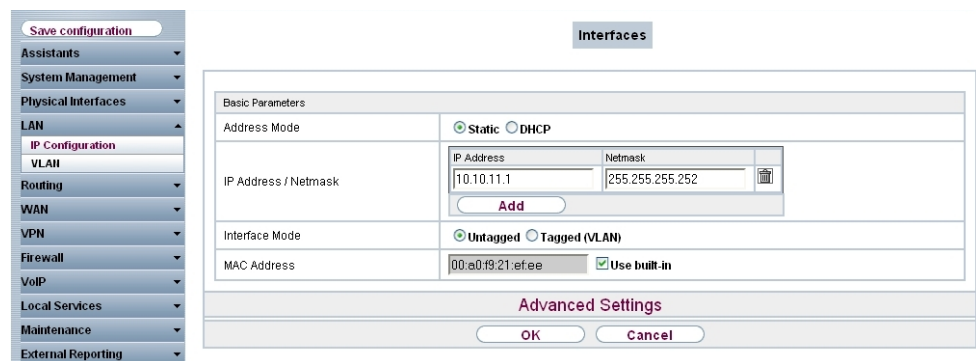 Save configuration
Assistants
System Management
Physical Interfaces
LAN
IP Configuration
VLAN
Routing
WAN
VPN
Firewall
VoIP
Local Services
Maintenance
External Reporting
Interfaces
Basic Parameters
Address Mode
Static DHCP
IP Address / Netmask
IP Address Netmask
10.10.11.1 255.255.255.252
Add
Interface Mode
Untagged Tagged (VLAN)
MAC Address
00:a0:f9:21:ef:ee Use built-in
Advanced Settings
OK Cancel